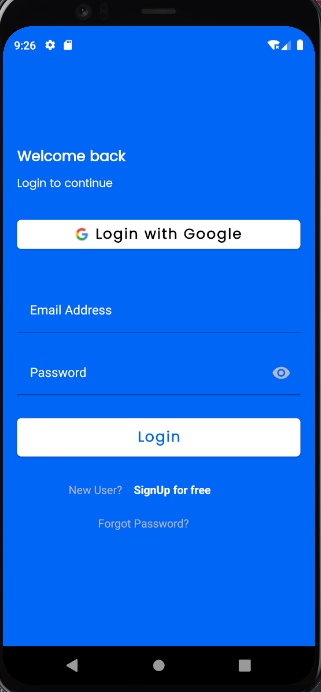 9:26
Welcome back
Login to continue
Login with Google
Email Address
Password
Login
New User? SignUp for free
Forgot Password?